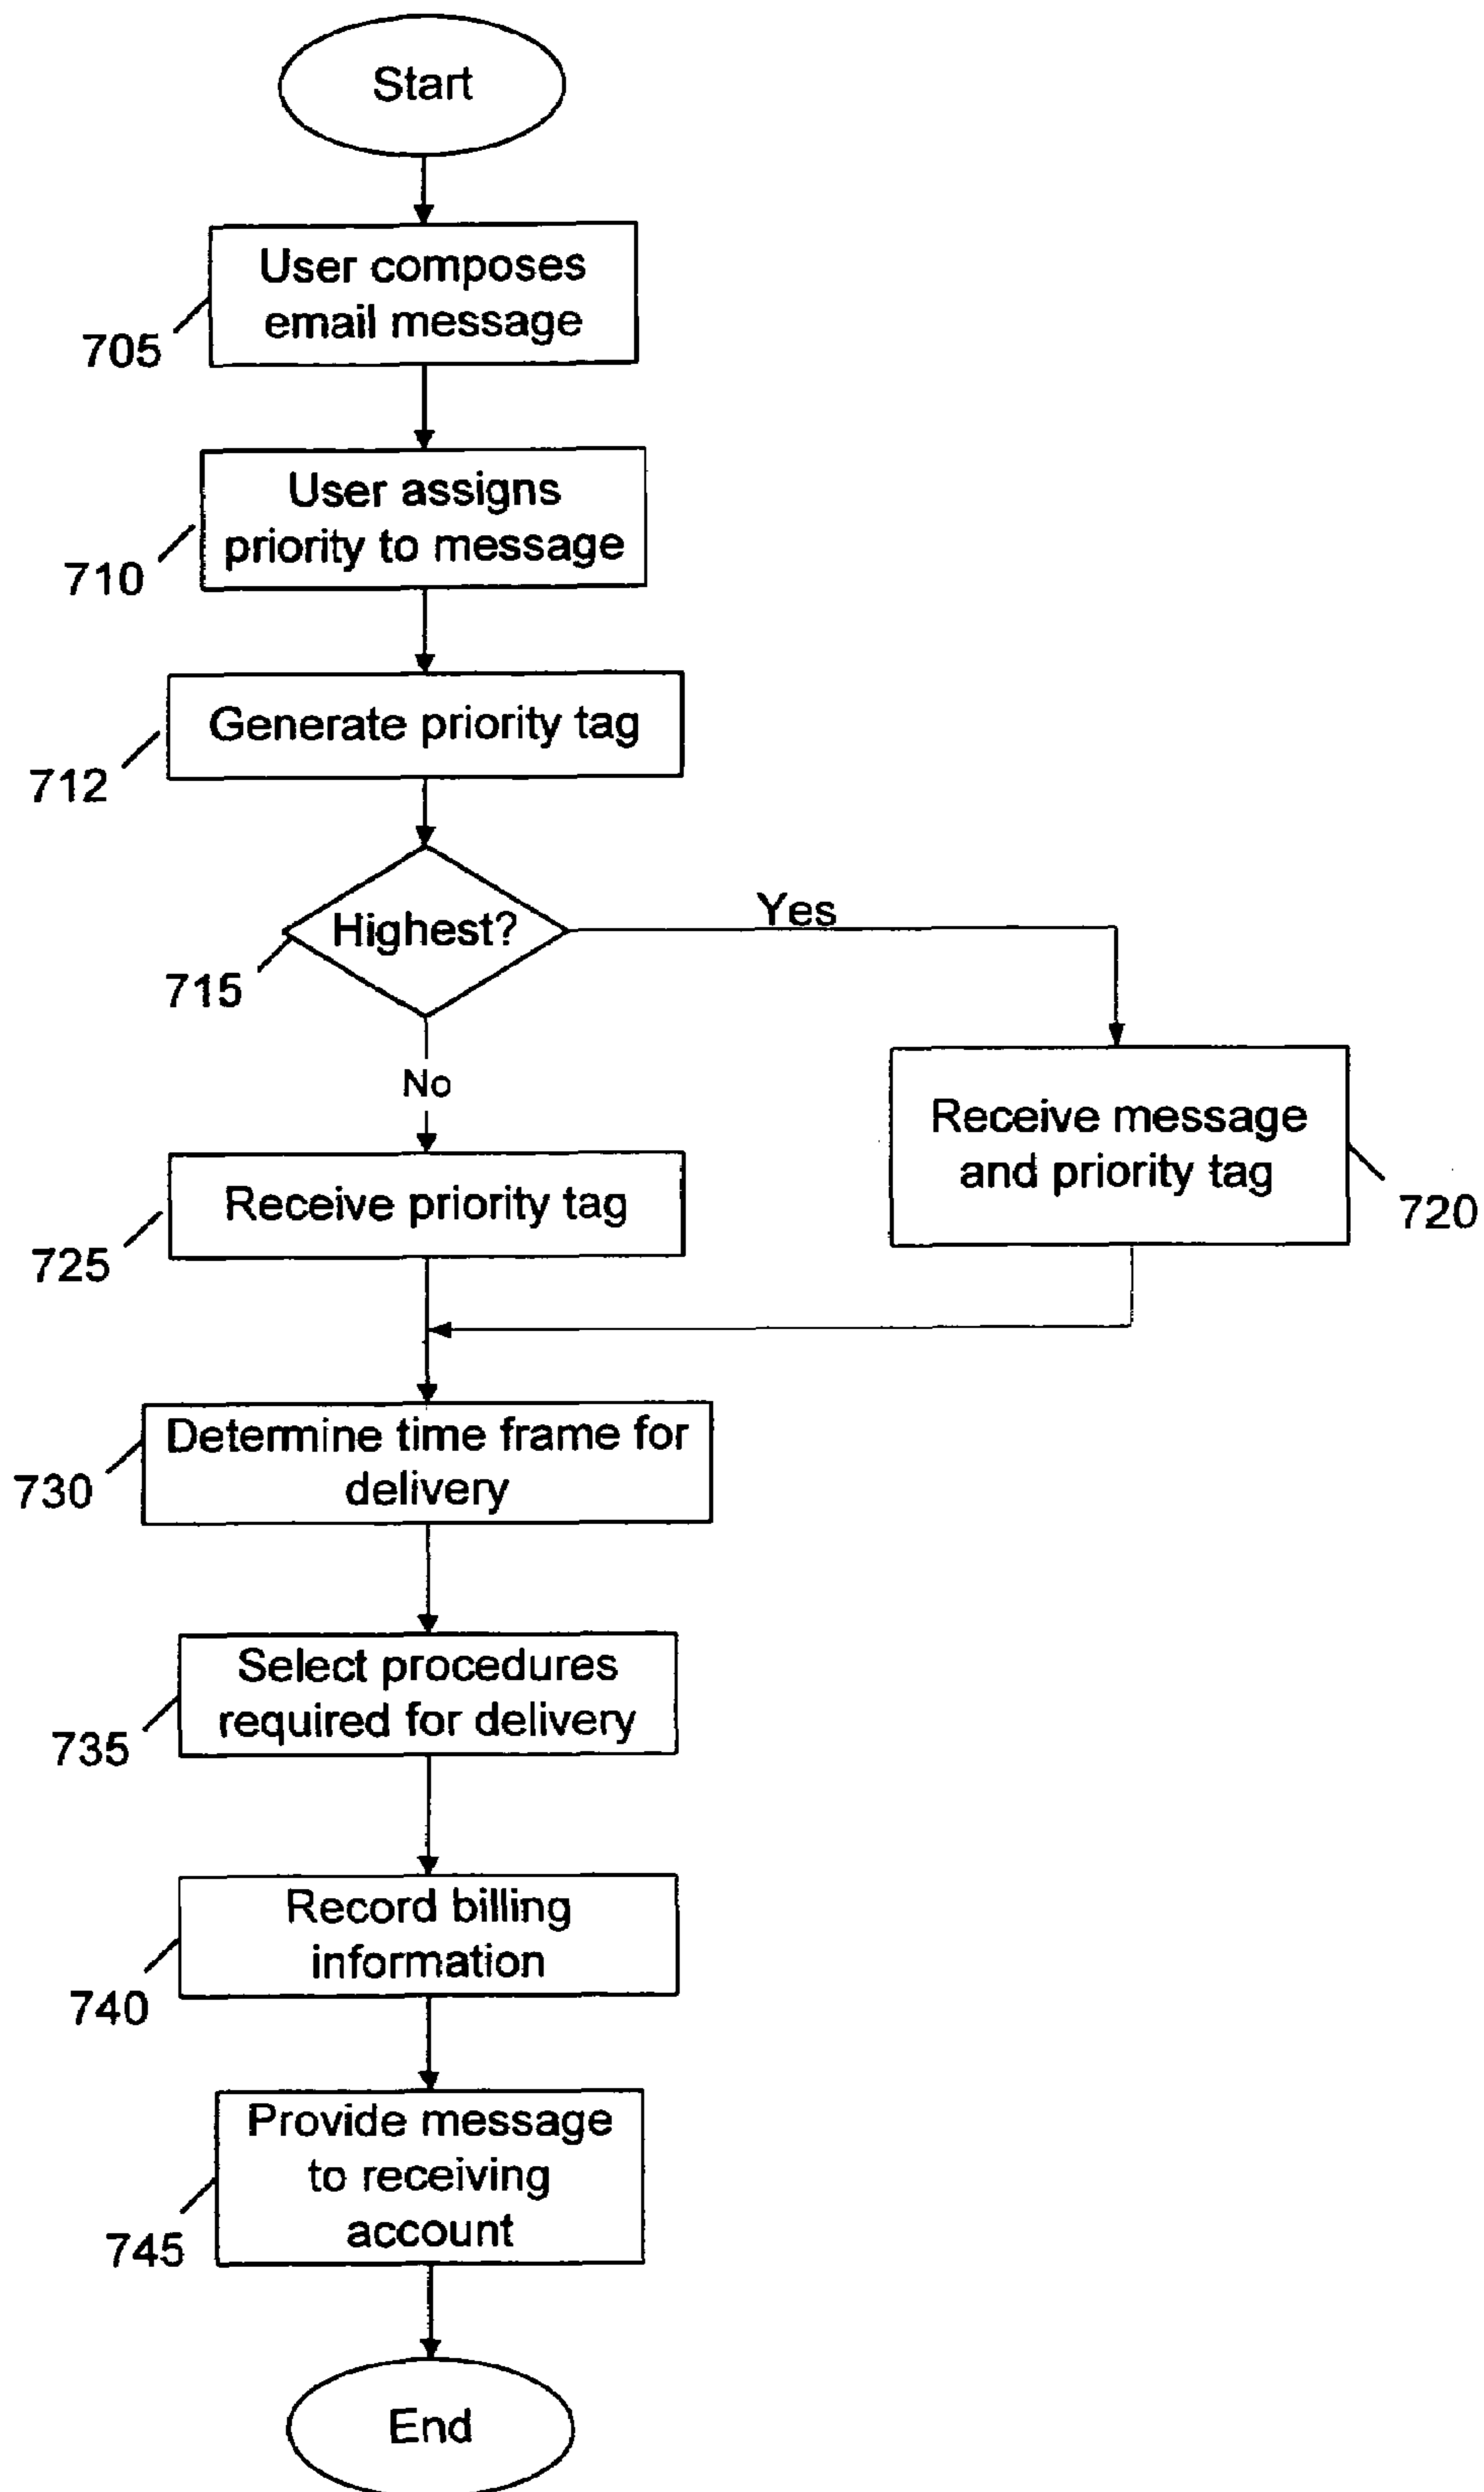 Start
User composes
email message
705
User assigns
priority to message
710
Generate priority tag
712
Highest?
715
Yes
No
Receive message
and priority tag
720
Receive priority tag
725
Determine time frame for
delivery
730
Select procedures
required for delivery
735
Record billing
information
740
Provide message
to receiving
account
745
End